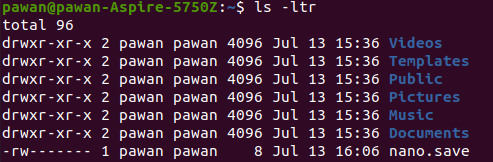 pawan@pawan-Aspire-5750Z:~$ ls -ltr
total 96
drwxr-xr-x 2 pawan pawan 4096 Jul 13 15:36 Videos
drwxr-xr-x 2 pawan pawan 4096 Jul 13 15:36 Templates
drwxr-xr-x 2 pawan pawan 4096 Jul 13 15:36 Public
drwxr-xr-x 2 pawan pawan 4096 Jul 13 15:36 Pictures
drwxr-xr-x 2 pawan pawan 4096 Jul 13 15:36 Music
drwxr-xr-x 2 pawan pawan 4096 Jul 13 15:36 Documents
-rw------- 1 pawan pawan    8 Jul 13 16:06 nano.save